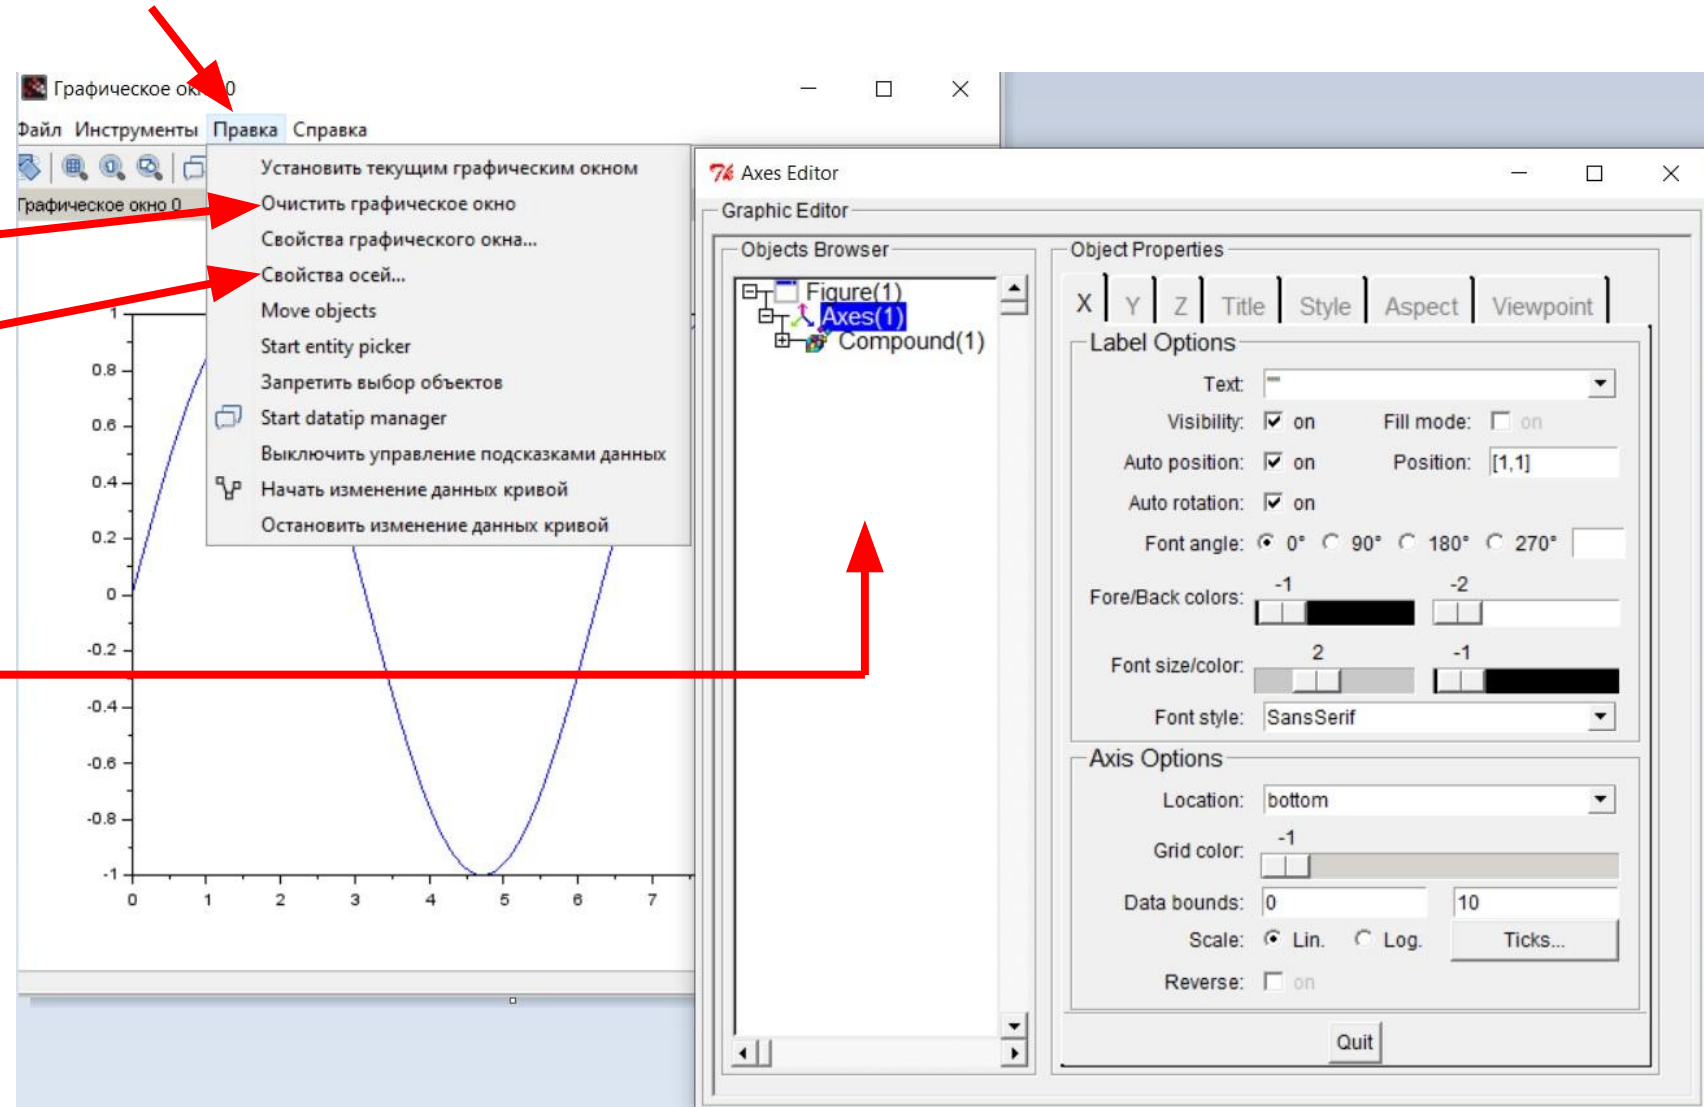 Графическое окно 0
Файл Инструменты Правка Справка
Графическое окно 0
Установить текущим графическим окном
Очистить графическое окно
Свойства графического окна...
Свойства осей...
Move objects
Start entity picker
Запретить выбор объектов
Start datatip manager
Выключить управление подсказками данных
Начать изменение данных кривой
Остановить изменение данных кривой
1
0.8
0.6
0.4
0.2
0
-0.2
-0.4
-0.6
-0.8
-1
0 1 2 3 4 5 6 7
Axes Editor
Graphic Editor
Objects Browser
Figure(1)
Axes(1)
Compound(1)
Object Properties
X Y Z Title Style Aspect Viewpoint
Label Options
Text: ""
Visibility: on Fill mode: on
Auto position: on Position: [1,1]
Auto rotation: on
Font angle: 0° 90° 180° 270°
-1 -2
Fore/Back colors:
2 -1
Font size/color:
Font style: SansSerif
Axis Options
Location: bottom
-1
Grid color:
Data bounds: 0 10
Scale: Lin. Log. Ticks...
Reverse: on
Quit